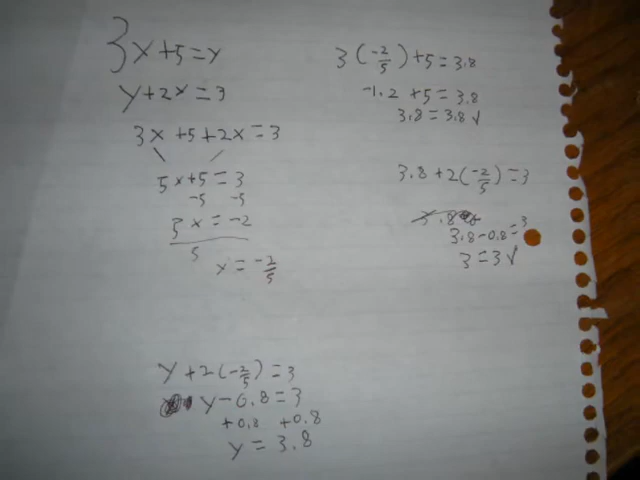 3x+5=y
y+2x=3
3x+5+2x=3
5x+5=3
-5 -5
5x=-2
5
x=-2/5
y+2(-2/5)=3
y-0.8=3
+0.8 +0.8
y=3.8
3(-2/5)+5=3.8
-1.2+5=3.8
3.8=3.8√
3.8+2(-2/5)=3
3.8-0.8=3
3=3√